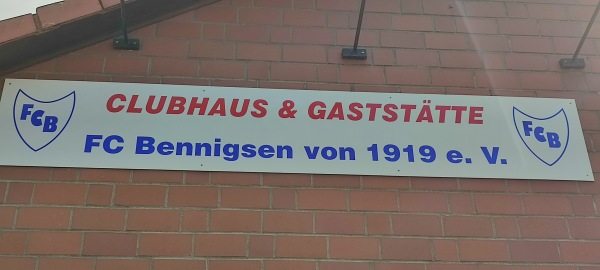 CLUBHAUS & GASTSTÄTTE
FCB FC Bennigsen von 1919 e. V. FCB